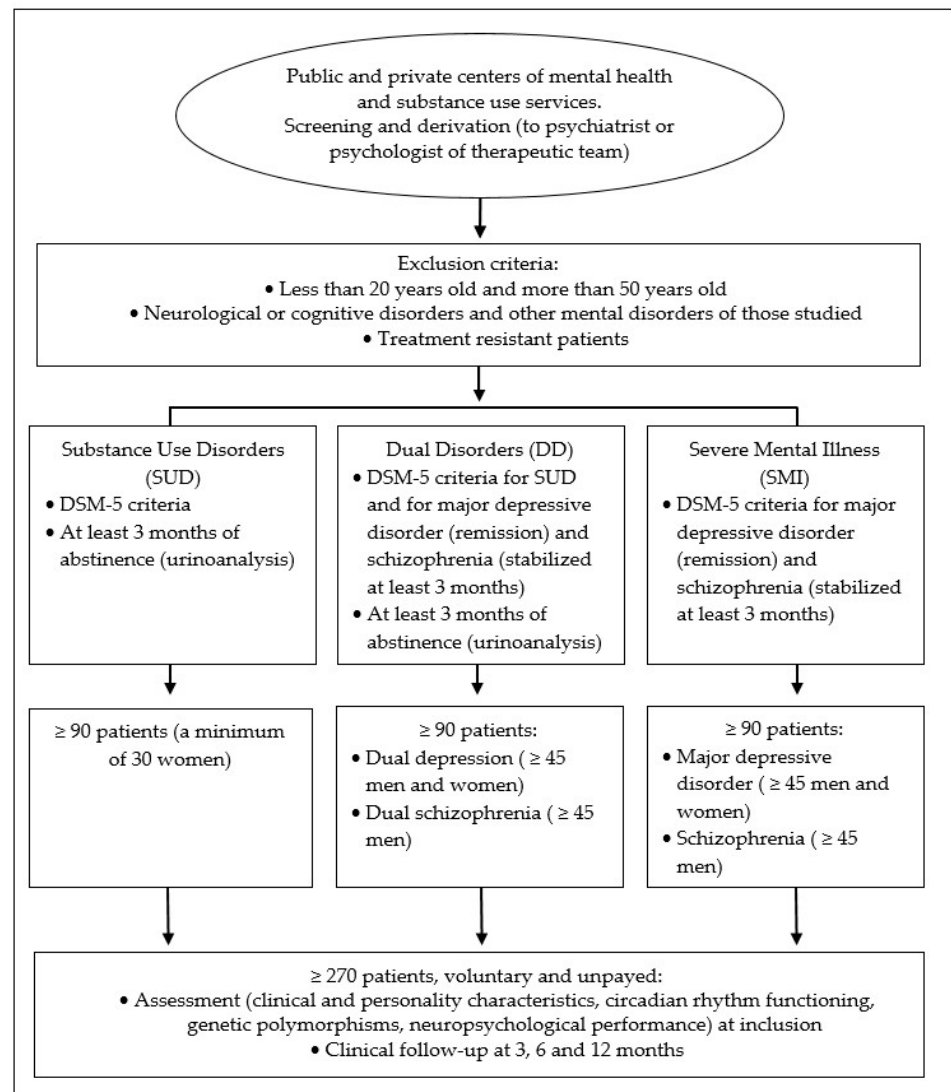 Public and private centers of mental health
and substance use services.
Screening and derivation (to psychiatrist or
psychologist of therapeutic team)
Exclusion criteria:
• Less than 20 years old and more than 50 years old
• Neurological or cognitive disorders and other mental disorders of those studied
• Treatment resistant patients
Substance Use Disorders
(SUD)
• DSM-5 criteria
• At least 3 months of
abstinence (urinoanalysis)
Dual Disorders (DD)
• DSM-5 criteria for SUD
and for major depressive
disorder (remission) and
schizophrenia (stabilized
at least 3 months)
• At least 3 months of
abstinence (urinoanalysis)
Severe Mental Illness
(SMI)
• DSM-5 criteria for major
depressive disorder
(remission) and
schizophrenia (stabilized
at least 3 months)
≥ 90 patients (a minimum
of 30 women)
≥ 90 patients:
• Dual depression ( ≥ 45
men and women)
• Dual schizophrenia ( ≥ 45
men)
≥ 90 patients:
• Major depressive
disorder ( ≥ 45 men and
women)
• Schizophrenia ( ≥ 45
men)
≥ 270 patients, voluntary and unpayed:
• Assessment (clinical and personality characteristics, circadian rhythm functioning,
genetic polymorphisms, neuropsychological performance) at inclusion
• Clinical follow-up at 3, 6 and 12 months